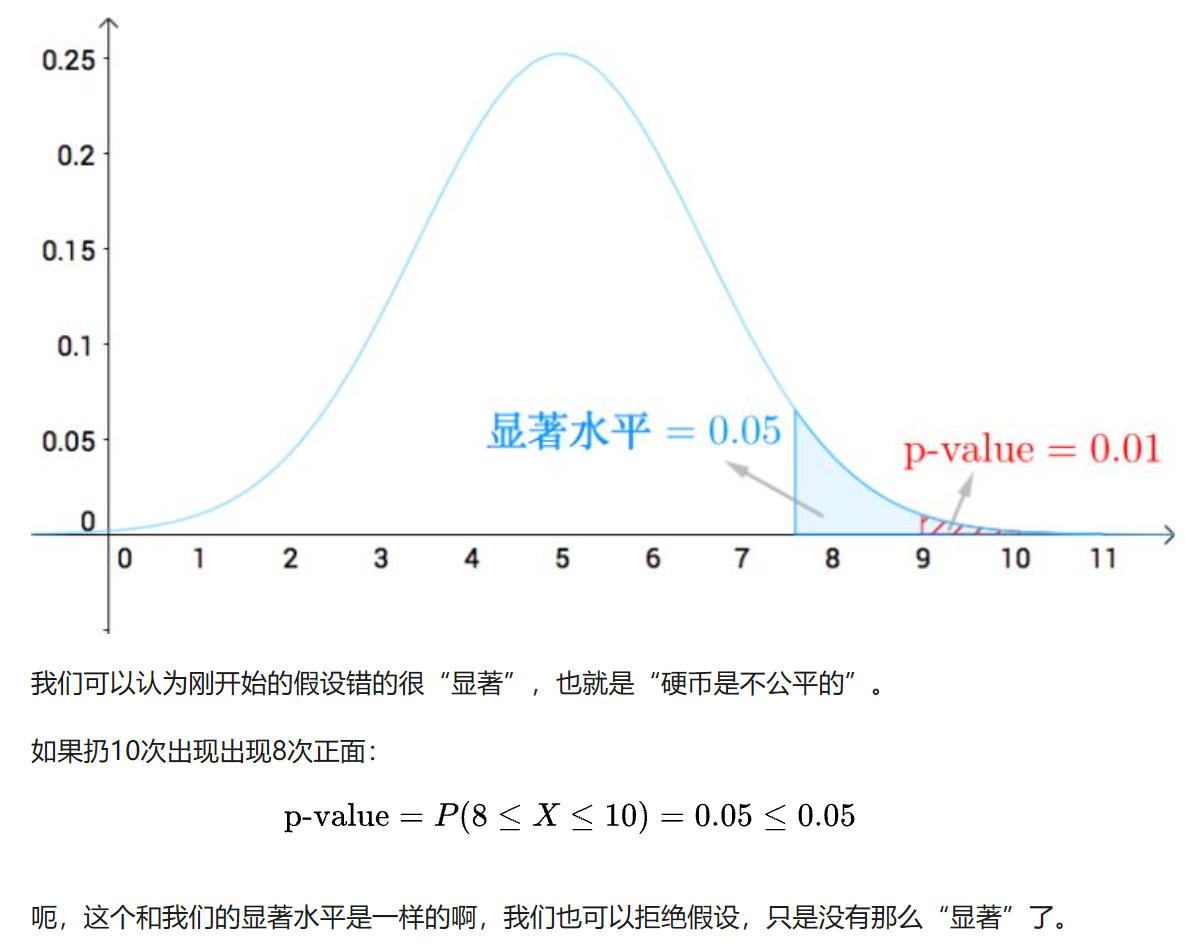 0.25
0.2
0.15
0.1
显著水平 = 0.05
0.05
p-value = 0.01
0
0 1 2 3 4 5 6 7 8 9 10 11
我们可以认为刚开始的假设错的很“显著”，也就是“硬币是不公平的”。
如果扔10次出现出现8次正面：
p-value = P(8 ≤ X ≤ 10) = 0.05 ≤ 0.05
呃，这个和我们的显著水平是一样的啊，我们也可以拒绝假设，只是没有那么“显著”了。